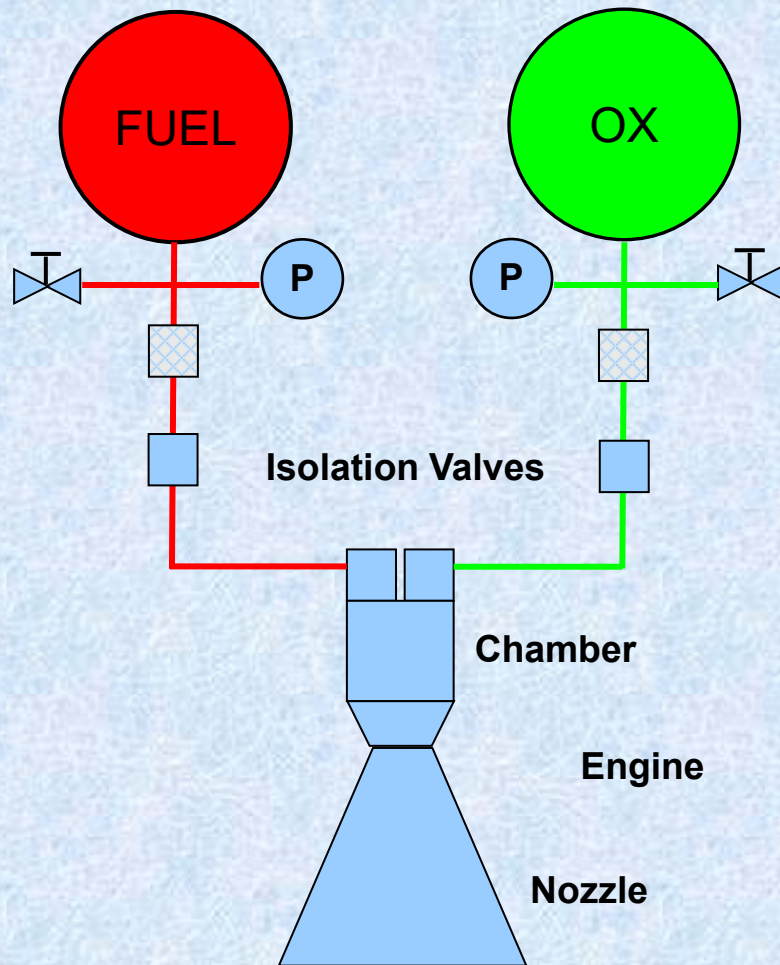 FUEL
OX
P
P
Isolation Valves
Chamber
Engine
Nozzle